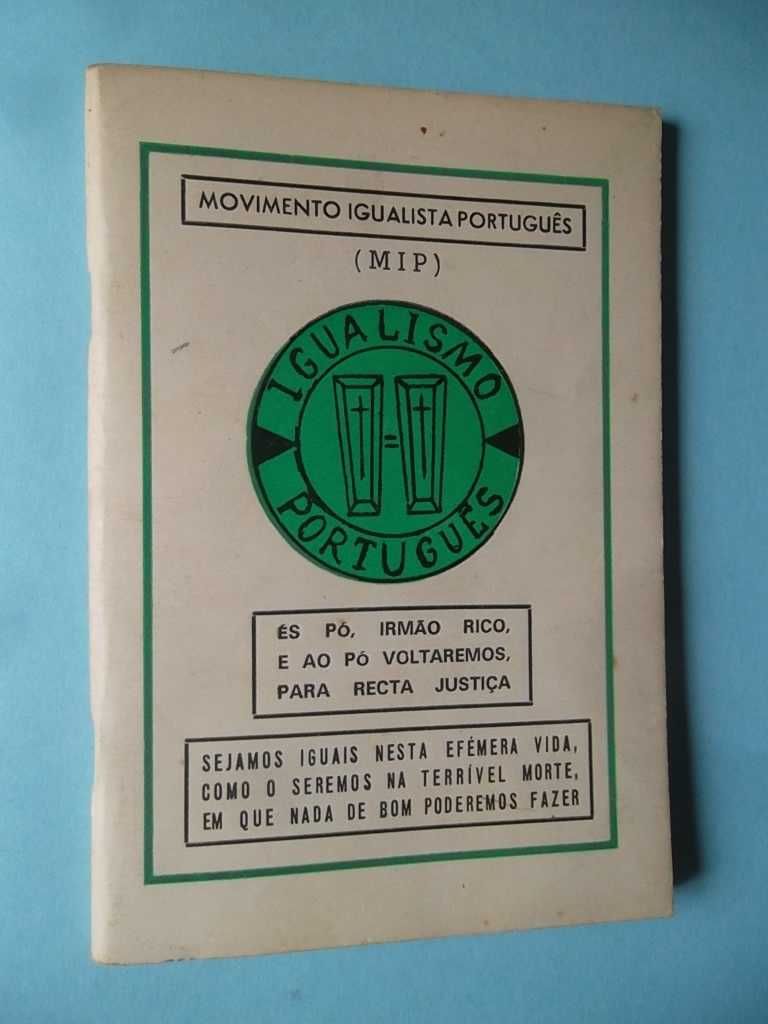 MOVIMENTO IGUALISTA PORTUGUÊS
(MIP)
IGUALISMO
=
PORTUGUÊS
ÉS PÓ, IRMÃO RICO,
E AO PÓ VOLTAREMOS,
PARA RECTA JUSTIÇA
SEJAMOS IGUAIS NESTA EFÉMERA VIDA,
COMO O SEREMOS NA TERRÍVEL MORTE,
EM QUE NADA DE BOM PODEREMOS FAZER